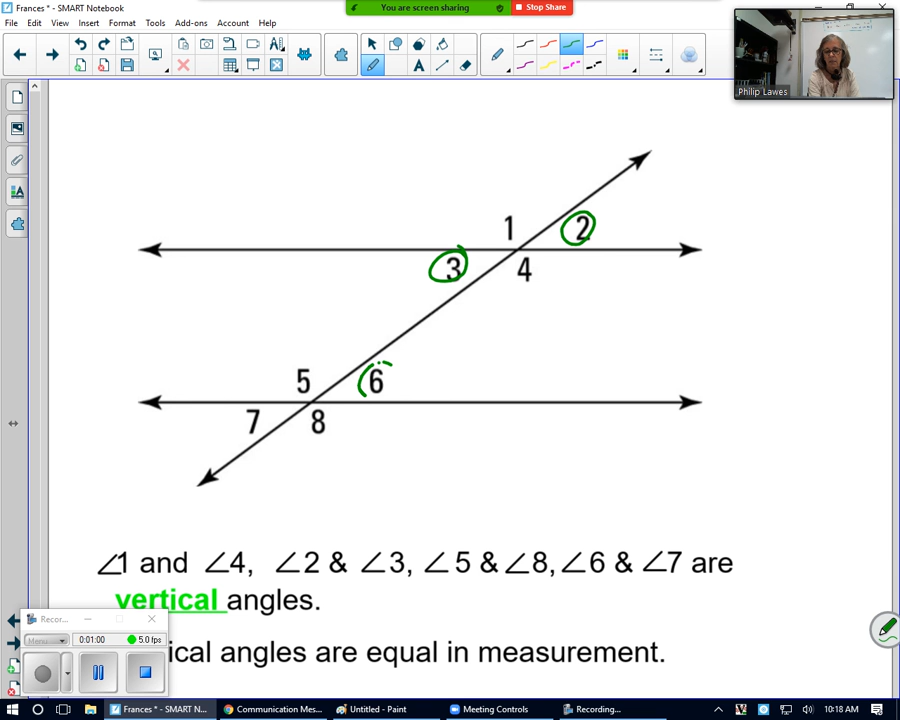 Frances * - SMART Notebook
You are screen sharing
Stop Share
File Edit View Insert Format Tools Add-ons Account Help
Philip Lawes
1 2
3 4
5 6
7 8
∠1 and ∠4, ∠2 & ∠3, ∠5 & ∠8, ∠6 & ∠7 are
vertical angles.
ical angles are equal in measurement.
Recor...
Menu
0:01:00
5.0 fps
Frances * - SMART N...
Communication Mes...
Untitled - Paint
Meeting Controls
Recording...
10:18 AM